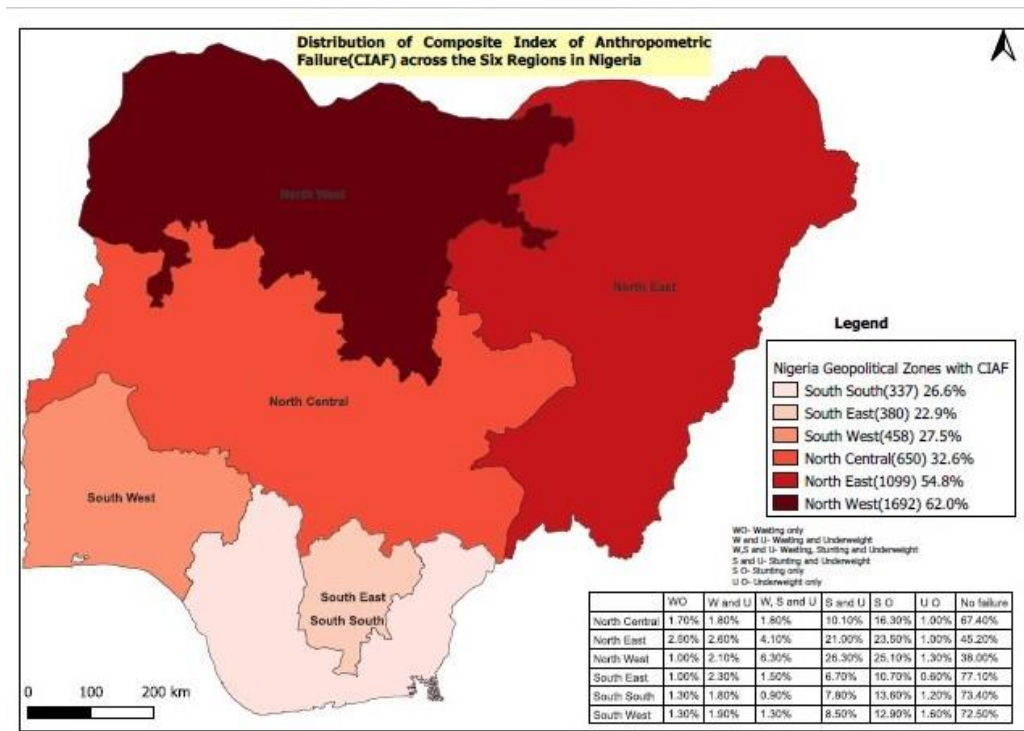 Distribution of Composite Index of Anthropometric
Failure(CIAF) across the Six Regions in Nigeria
North West
North East
North Central
South West
South East
South South
Legend
Nigeria Geopolitical Zones with CIAF
South South(337) 26.6%
South East(380) 22.9%
South West(458) 27.5%
North Central(650) 32.6%
North East(1099) 54.8%
North West(1692) 62.0%
WO- Wasting only
W and U- Wasting and Underweight
W,S and U- Wasting, Stunting and Underweight
S and U- Stunting and Underweight
S O- Stunting only
U O- Underweight only
WO W and U W, S and U S and U S O U O No failure
North Central 1.70% 1.80% 1.80% 10.10% 16.30% 1.00% 67.40%
North East 2.50% 2.60% 4.10% 21.00% 23.50% 1.00% 45.20%
North West 1.00% 2.10% 6.30% 26.30% 25.10% 1.30% 38.00%
South East 1.00% 2.30% 1.50% 6.70% 10.70% 0.60% 77.10%
South South 1.30% 1.80% 0.90% 7.80% 13.60% 1.20% 73.40%
South West 1.30% 1.90% 1.30% 8.50% 12.90% 1.60% 72.50%
0 100 200 km